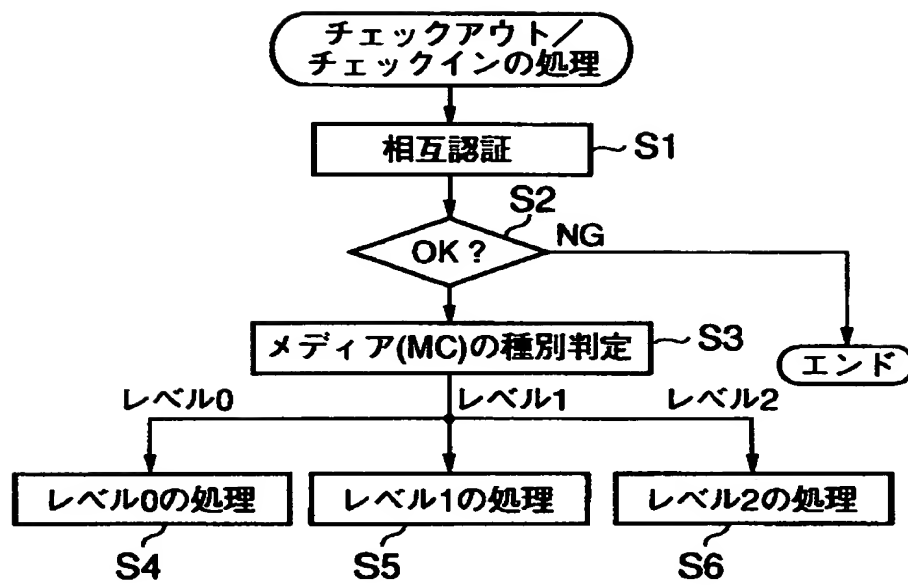 チェックアウト／
チェックインの処理
相互認証
S1
S2
OK ?
NG
メディア(MC)の種別判定
S3
エンド
レベル0
レベル1
レベル2
レベル0の処理
レベル1の処理
レベル2の処理
S4
S5
S6